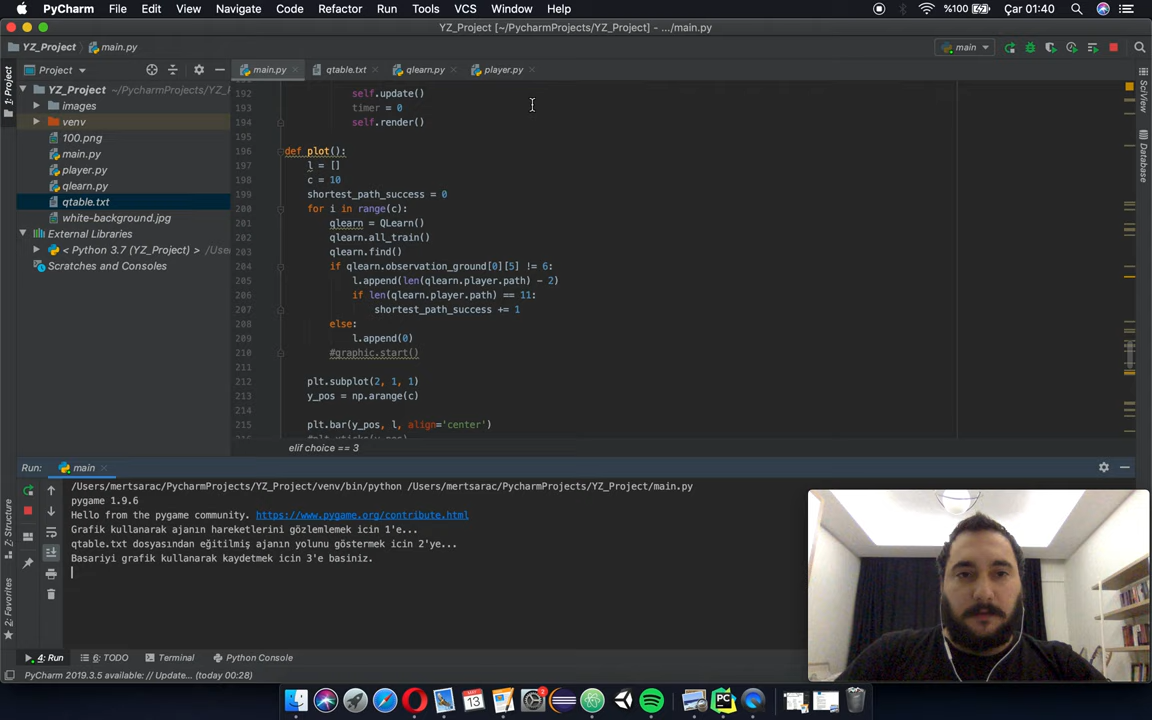 PyCharm File Edit View Navigate Code Refactor Run Tools VCS Window Help %100 Çar 01:40
YZ_Project [~/PycharmProjects/YZ_Project] - .../main.py
YZ_Project main.py main
Project main.py qtable.txt qlearn.py player.py
1: Project
YZ_Project ~/PycharmProjects/YZ_P
images
venv
100.png
main.py
player.py
qlearn.py
qtable.txt
white-background.jpg
External Libraries
< Python 3.7 (YZ_Project) > /Us
Scratches and Consoles
192 self.update()
193 timer = 0
194 self.render()
195
196 def plot():
197 l = []
198 c = 10
199 shortest_path_success = 0
200 for i in range(c):
201 qlearn = QLearn()
202 qlearn.all_train()
203 qlearn.find()
204 if qlearn.observation_ground[0][5] != 6:
205 l.append(len(qlearn.player.path) - 2)
206 if len(qlearn.player.path) == 11:
207 shortest_path_success += 1
208 else:
209 l.append(0)
210 #graphic.start()
211
212 plt.subplot(2, 1, 1)
213 y_pos = np.arange(c)
214
215 plt.bar(y_pos, l, align='center')
elif choice == 3
SciView
Database
Run: main
/Users/mertsarac/PycharmProjects/YZ_Project/venv/bin/python /Users/mertsarac/PycharmProjects/YZ_Project/main.py
pygame 1.9.6
Hello from the pygame community. https://www.pygame.org/contribute.html
Grafik kullanarak ajanın hareketlerini gözlemlemek icin 1'e...
qtable.txt dosyasından eğitilmiş ajanın yolunu göstermek icin 2'ye...
Basariyi grafik kullanarak kaydetmek icin 3'e basiniz.
7: Structure
2: Favorites
4: Run 6: TODO Terminal Python Console
PyCharm 2019.3.5 available: // Update... (today 00:28)